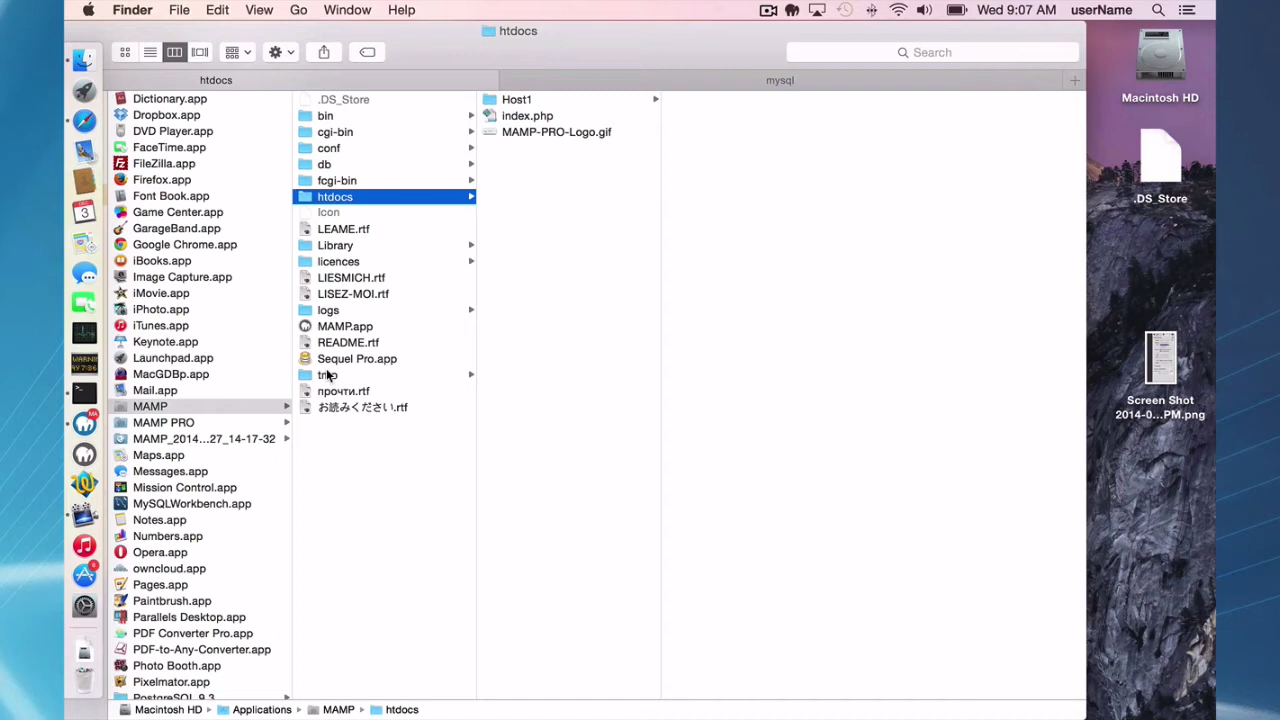 Finder File Edit View Go Window Help Wed 9:07 AM userName
htdocs
Search
htdocs mysql
Dictionary.app
Dropbox.app
DVD Player.app
FaceTime.app
FileZilla.app
Firefox.app
Font Book.app
Game Center.app
GarageBand.app
Google Chrome.app
iBooks.app
Image Capture.app
iMovie.app
iPhoto.app
iTunes.app
Keynote.app
Launchpad.app
MacGDBp.app
Mail.app
MAMP
MAMP PRO
MAMP_2014...27_14-17-32
Maps.app
Messages.app
Mission Control.app
MySQLWorkbench.app
Notes.app
Numbers.app
Opera.app
owncloud.app
Pages.app
Paintbrush.app
Parallels Desktop.app
PDF Converter Pro.app
PDF-to-Any-Converter.app
Photo Booth.app
Pixelmator.app
PostgreSQL 9.3
.DS_Store
bin
cgi-bin
conf
db
fcgi-bin
htdocs
Icon
LEAME.rtf
Library
licences
LIESMICH.rtf
LISEZ-MOI.rtf
logs
MAMP.app
README.rtf
Sequel Pro.app
tmp
прочти.rtf
お読みください.rtf
Host1
index.php
MAMP-PRO-Logo.gif
Macintosh HD
.DS_Store
Screen Shot
2014-0...PM.png
Macintosh HD Applications MAMP htdocs